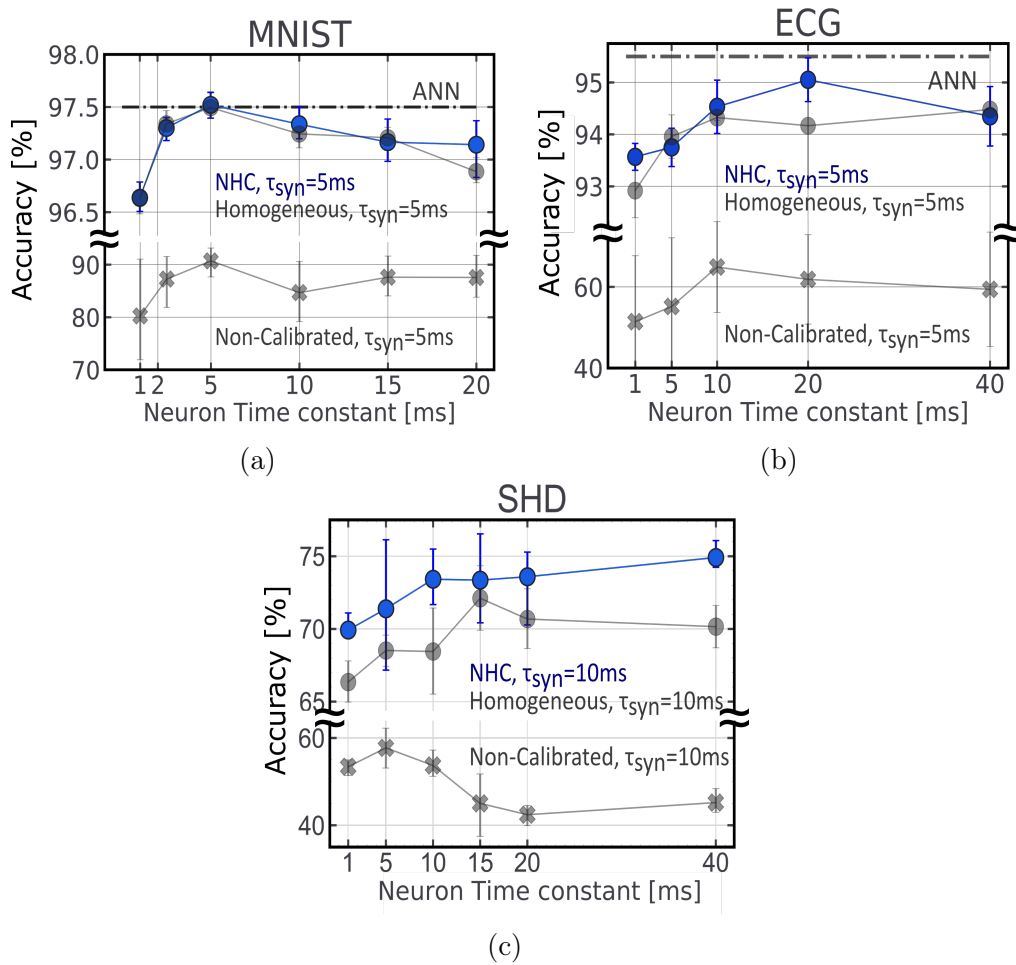 MNIST
98.0
97.5
97.0
96.5
90
80
70
Accuracy [%]
ANN
NHC, τsyn=5ms
Homogeneous, τsyn=5ms
Non-Calibrated, τsyn=5ms
1 2 5 10 15 20
Neuron Time constant [ms]
(a)
ECG
95
94
93
60
40
Accuracy [%]
ANN
NHC, τsyn=5ms
Homogeneous, τsyn=5ms
Non-Calibrated, τsyn=5ms
1 5 10 20 40
Neuron Time constant [ms]
(b)
SHD
75
70
65
60
40
Accuracy [%]
NHC, τsyn=10ms
Homogeneous, τsyn=10ms
Non-Calibrated, τsyn=10ms
1 5 10 15 20 40
Neuron Time constant [ms]
(c)